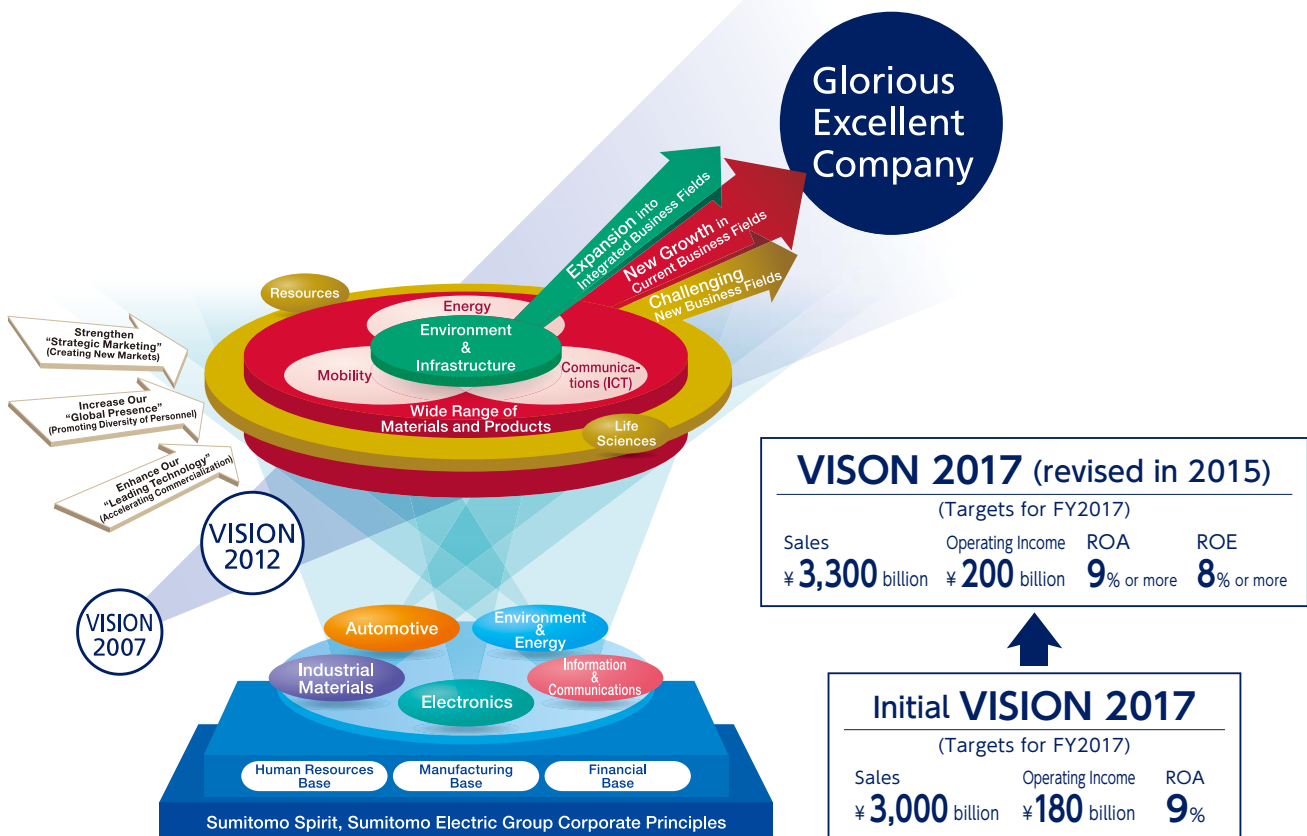 Glorious
Excellent
Company
Expansion into
Integrated Business Fields
New Growth in
Current Business Fields
Challenging
New Business Fields
Resources
Energy
Environment
&
Infrastructure
Mobility
Communica-
tions (ICT)
Wide Range of
Materials and Products
Life
Sciences
Strengthen
"Strategic Marketing"
(Creating New Markets)
Increase Our
"Global Presence"
(Promoting Diversity of Personnel)
Enhance Our
"Leading Technology"
(Accelerating Commercialization)
VISION
2012
VISION
2007
Automotive
Environment
&
Energy
Industrial
Materials
Information
&
Communications
Electronics
Human Resources
Base
Manufacturing
Base
Financial
Base
Sumitomo Spirit, Sumitomo Electric Group Corporate Principles
VISON 2017 (revised in 2015)
(Targets for FY2017)
Sales Operating Income ROA ROE
¥ 3,300 billion ¥ 200 billion 9% or more 8% or more
Initial VISION 2017
(Targets for FY2017)
Sales Operating Income ROA
¥ 3,000 billion ¥ 180 billion 9%